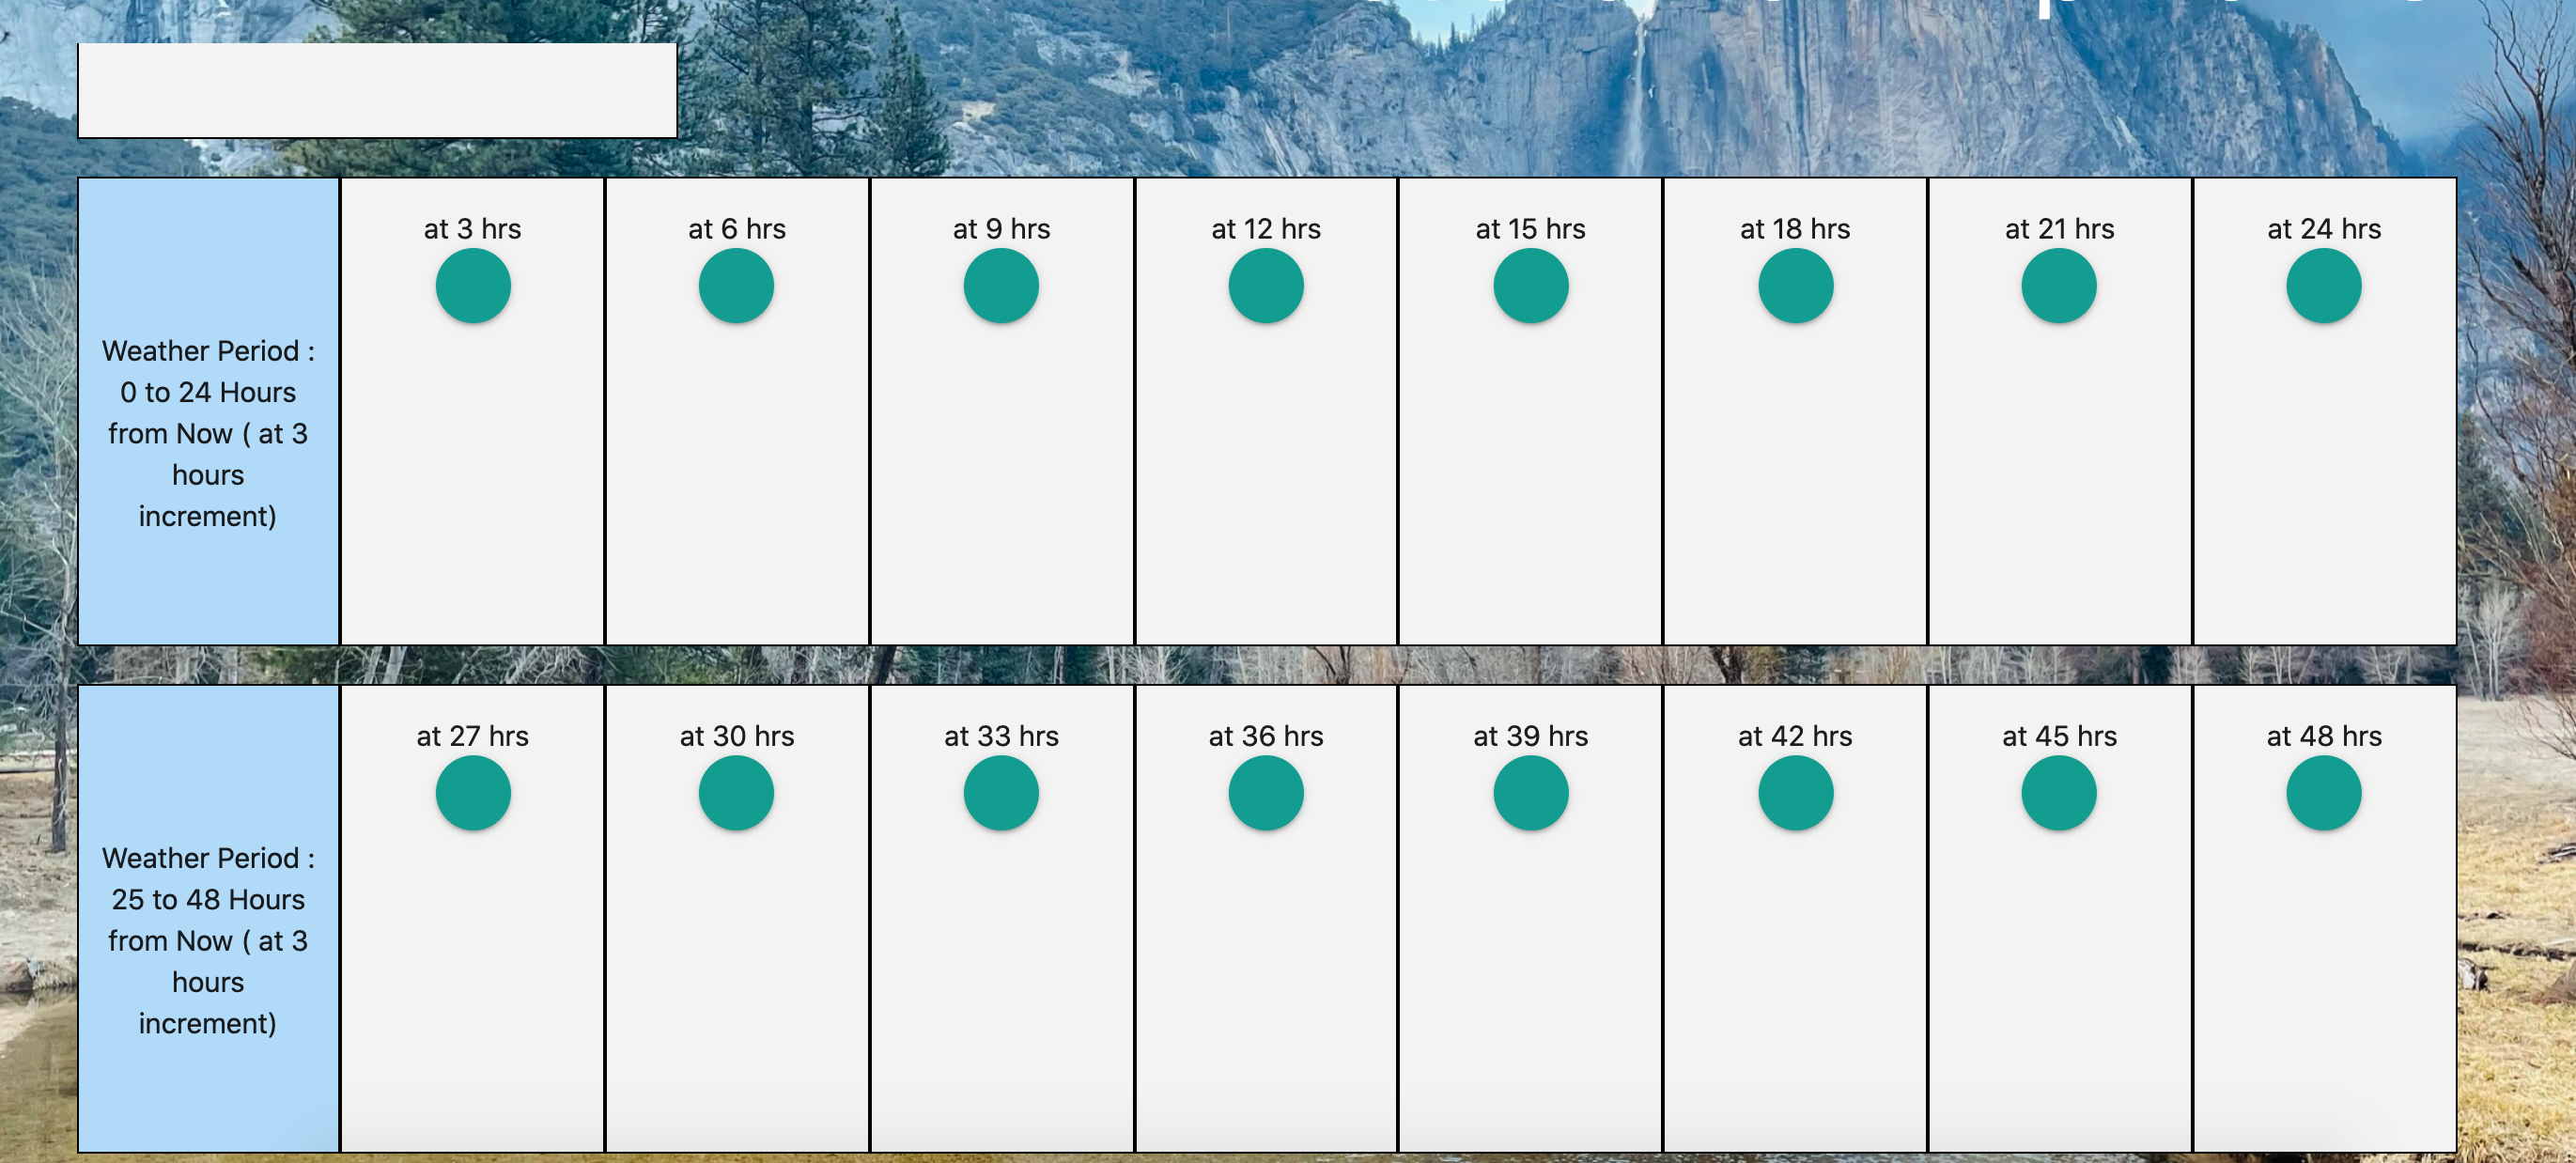 at 3 hrs
at 6 hrs
at 9 hrs
at 12 hrs
at 15 hrs
at 18 hrs
at 21 hrs
at 24 hrs
Weather Period :
0 to 24 Hours
from Now ( at 3
hours
increment)
at 27 hrs
at 30 hrs
at 33 hrs
at 36 hrs
at 39 hrs
at 42 hrs
at 45 hrs
at 48 hrs
Weather Period :
25 to 48 Hours
from Now ( at 3
hours
increment)